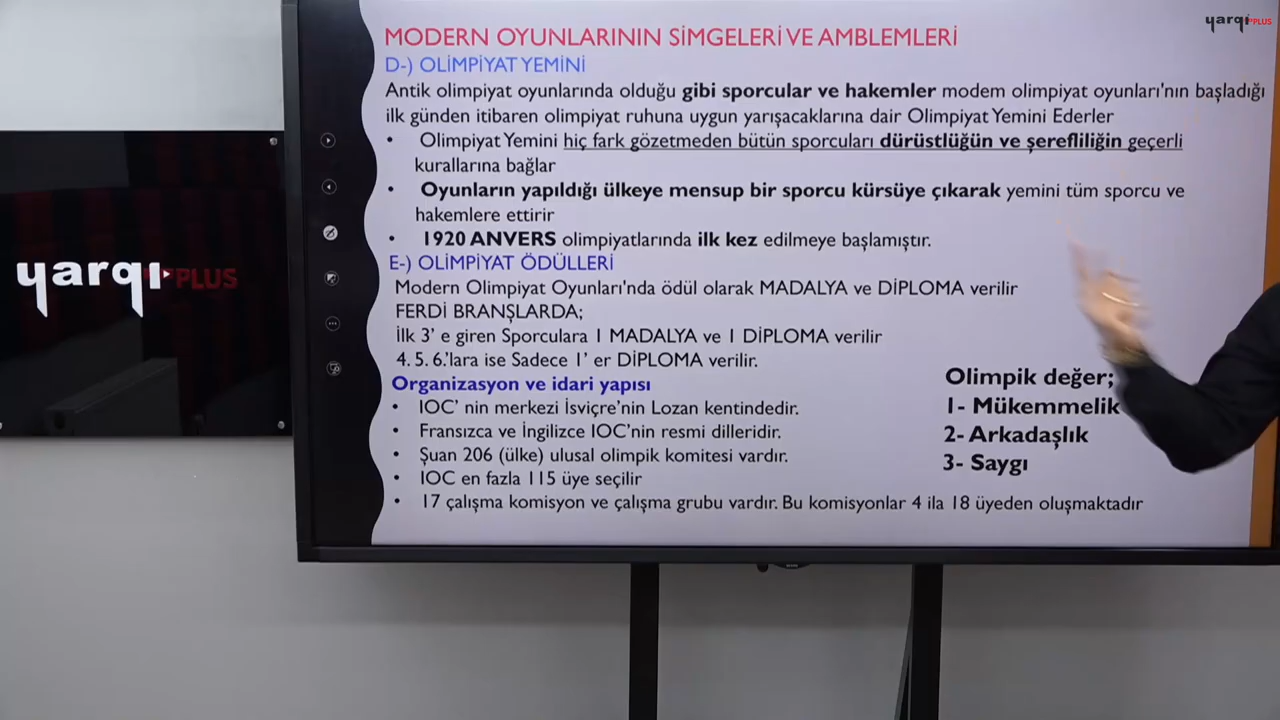 yarqı PLUS
MODERN OYUNLARININ SİMGELERİ VE AMBLEMLERİ
D-) OLİMPİYAT YEMİNİ
Antik olimpiyat oyunlarında olduğu gibi sporcular ve hakemler modem olimpiyat oyunları'nın başladığı
ilk günden itibaren olimpiyat ruhuna uygun yarışacaklarına dair Olimpiyat Yemini Ederler
• Olimpiyat Yemini hiç fark gözetmeden bütün sporcuları dürüstlüğün ve şerefliliğin geçerli
kurallarına bağlar
• Oyunların yapıldığı ülkeye mensup bir sporcu kürsüye çıkarak yemini tüm sporcu ve
hakemlere ettirir
• 1920 ANVERS olimpiyatlarında ilk kez edilmeye başlamıştır.
E-) OLİMPİYAT ÖDÜLLERİ
Modern Olimpiyat Oyunları'nda ödül olarak MADALYA ve DİPLOMA verilir
FERDİ BRANŞLARDA;
İlk 3' e giren Sporculara 1 MADALYA ve 1 DİPLOMA verilir
4. 5. 6.'lara ise Sadece 1' er DİPLOMA verilir.
Organizasyon ve idari yapısı
• IOC' nin merkezi İsviçre'nin Lozan kentindedir.
• Fransızca ve İngilizce IOC'nin resmi dilleridir.
• Şuan 206 (ülke) ulusal olimpik komitesi vardır.
• IOC en fazla 115 üye seçilir
• 17 çalışma komisyon ve çalışma grubu vardır. Bu komisyonlar 4 ila 18 üyeden oluşmaktadır
Olimpik değer;
1- Mükemmelik
2- Arkadaşlık
3- Saygı
yarqı PLUS